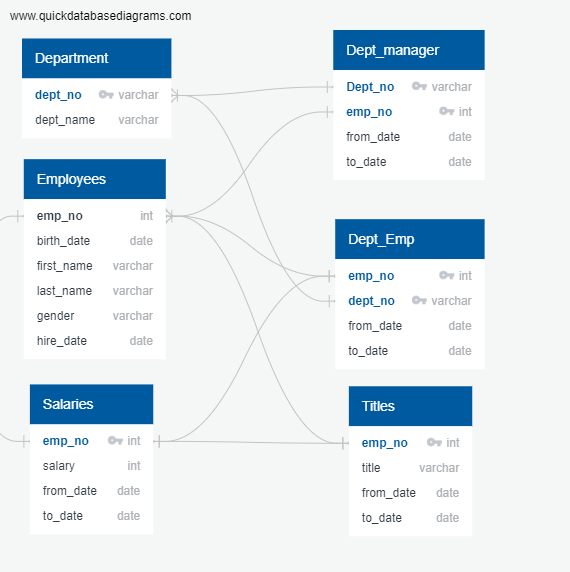 www.quickdatabasediagrams.com
Department
dept_no varchar
dept_name varchar
Employees
emp_no int
birth_date date
first_name varchar
last_name varchar
gender varchar
hire_date date
Salaries
emp_no int
salary int
from_date date
to_date date
Dept_manager
Dept_no varchar
emp_no int
from_date date
to_date date
Dept_Emp
emp_no int
dept_no varchar
from_date date
to_date date
Titles
emp_no int
title varchar
from_date date
to_date date